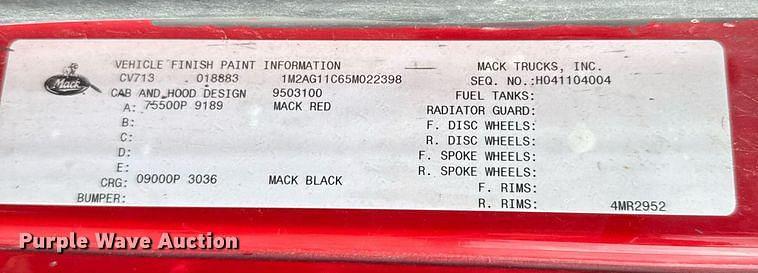 VEHICLE FINISH PAINT INFORMATION MACK TRUCKS, INC.
CV713 018883 1M2AG11C65M022398 SEQ. NO.:H041104004
Mack
CAB AND HOOD DESIGN 9503100 FUEL TANKS:
A: 75500P 9189 MACK RED RADIATOR GUARD:
B: F. DISC WHEELS:
C: R. DISC WHEELS:
D: F. SPOKE WHEELS:
E: R. SPOKE WHEELS:
CRG: 09000P 3036 MACK BLACK F. RIMS:
BUMPER: R. RIMS: 4MR2952
Purple Wave Auction